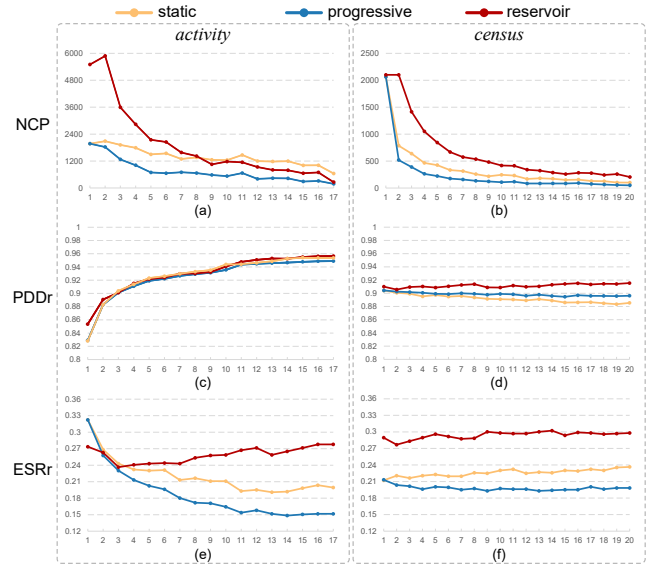 static progressive reservoir
activity
census
NCP
6000
4800
3600
2400
1200
0
1 2 3 4 5 6 7 8 9 10 11 12 13 14 15 16 17
(a)
2500
2000
1500
1000
500
0
1 2 3 4 5 6 7 8 9 10 11 12 13 14 15 16 17 18 19 20
(b)
PDDr
1
0.98
0.96
0.94
0.92
0.9
0.88
0.86
0.84
0.82
0.8
1 2 3 4 5 6 7 8 9 10 11 12 13 14 15 16 17
(c)
1
0.98
0.96
0.94
0.92
0.9
0.88
0.86
0.84
0.82
0.8
1 2 3 4 5 6 7 8 9 10 11 12 13 14 15 16 17 18 19 20
(d)
ESRr
0.36
0.33
0.3
0.27
0.24
0.21
0.18
0.15
0.12
1 2 3 4 5 6 7 8 9 10 11 12 13 14 15 16 17
(e)
0.36
0.33
0.3
0.27
0.24
0.21
0.18
0.15
0.12
1 2 3 4 5 6 7 8 9 10 11 12 13 14 15 16 17 18 19 20
(f)